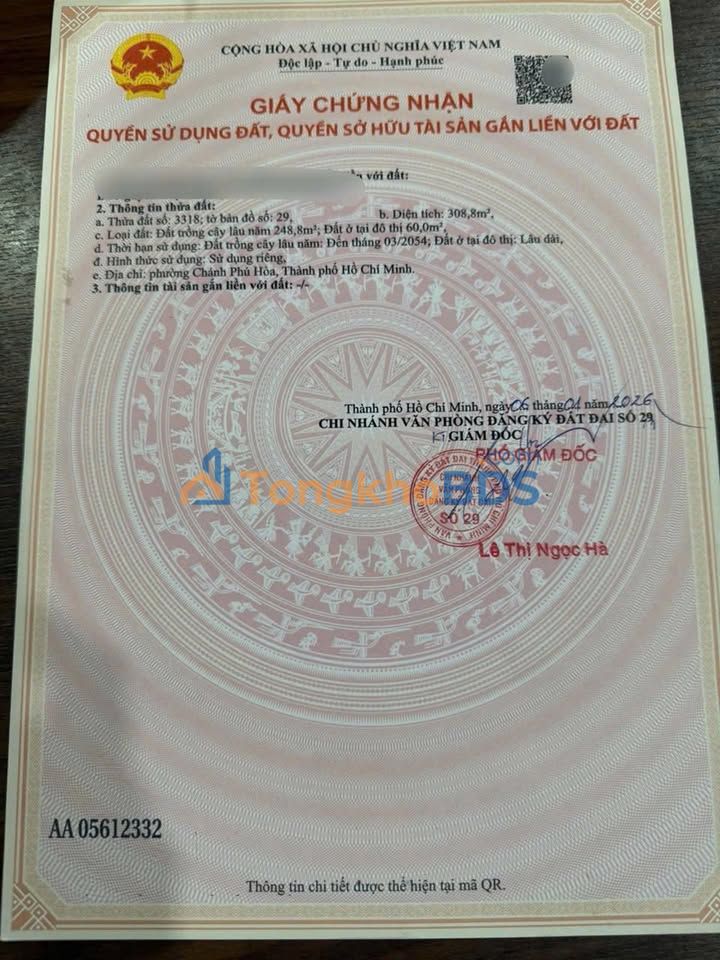 CỘNG HÒA XÃ HỘI CHỦ NGHĨA VIỆT NAM
Độc lập - Tự do - Hạnh phúc
GIẤY CHỨNG NHẬN
QUYỀN SỬ DỤNG ĐẤT, QUYỀN SỞ HỮU TÀI SẢN GẮN LIỀN VỚI ĐẤT
với đất:
2. Thông tin thửa đất:
a. Thửa đất số: 3318; tờ bản đồ số: 29, b. Diện tích: 308,8m²,
c. Loại đất: Đất trồng cây lâu năm 248,8m²; Đất ở tại đô thị 60,0m²,
d. Thời hạn sử dụng: Đất trồng cây lâu năm: Đến tháng 03/2054; Đất ở tại đô thị: Lâu dài,
đ. Hình thức sử dụng: Sử dụng riêng,
e. Địa chỉ: phường Chánh Phú Hòa, Thành phố Hồ Chí Minh.
3. Thông tin tài sản gắn liền với đất: -/-
Thành phố Hồ Chí Minh, ngày 06 tháng 01 năm 2026
CHI NHÁNH VĂN PHÒNG ĐĂNG KÝ ĐẤT ĐAI SỐ 29
KT GIÁM ĐỐC
PHÓ GIÁM ĐỐC
TongkhoBDS
CHI NHÁNH
VĂN PHÒNG
ĐĂNG KÝ ĐẤT ĐAI
SỐ 29
Lê Thị Ngọc Hà
AA 05612332
Thông tin chi tiết được thể hiện tại mã QR.